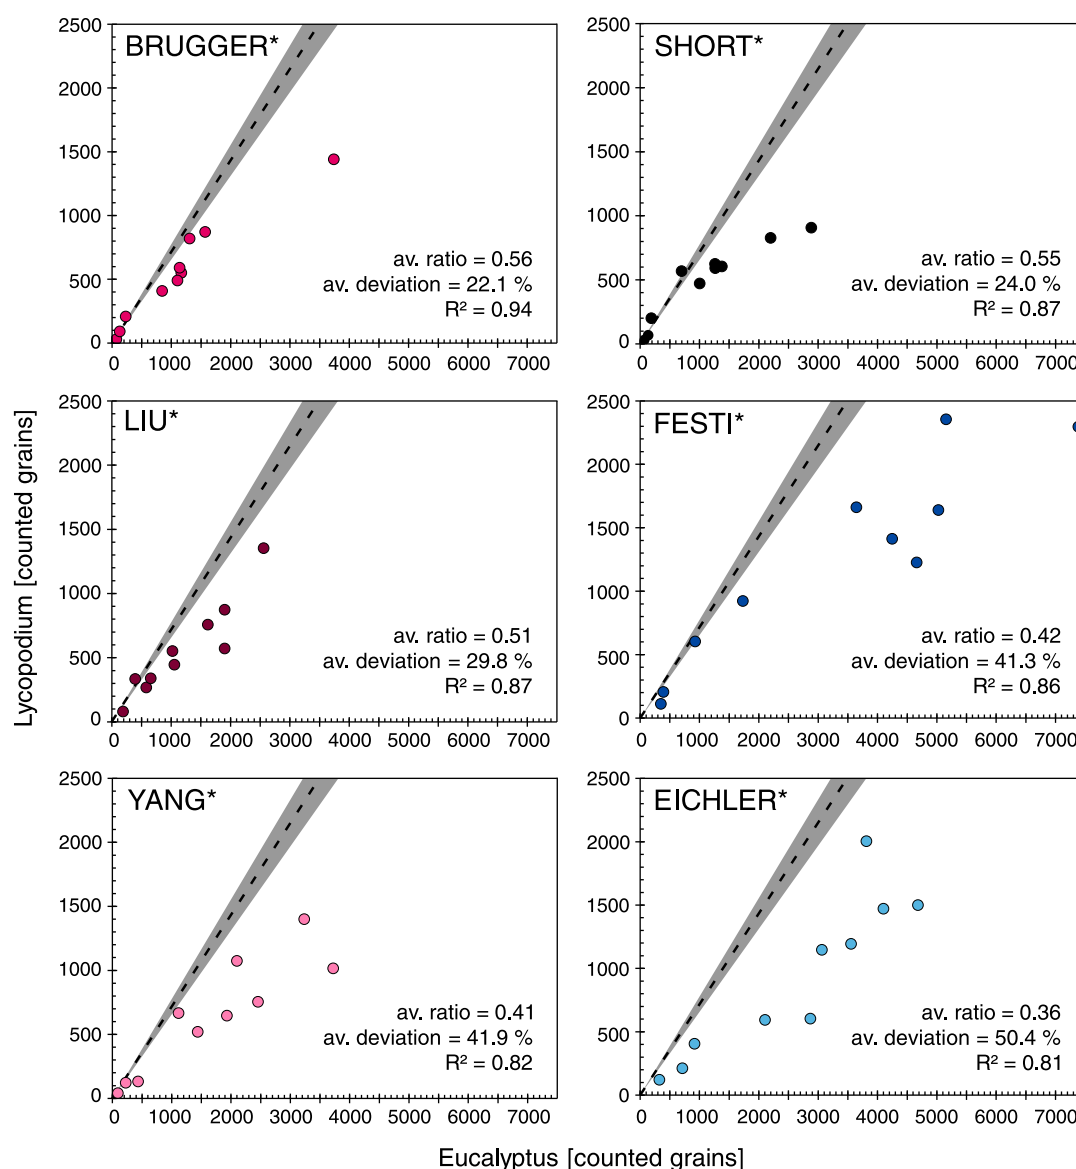 BRUGGER*
2500
2000
1500
1000
500
0
av. ratio = 0.56
av. deviation = 22.1 %
R² = 0.94
0 1000 2000 3000 4000 5000 6000 7000
SHORT*
2500
2000
1500
1000
500
0
av. ratio = 0.55
av. deviation = 24.0 %
R² = 0.87
0 1000 2000 3000 4000 5000 6000 7000
Lycopodium [counted grains]
LIU*
2500
2000
1500
1000
500
0
av. ratio = 0.51
av. deviation = 29.8 %
R² = 0.87
0 1000 2000 3000 4000 5000 6000 7000
FESTI*
2500
2000
1500
1000
500
0
av. ratio = 0.42
av. deviation = 41.3 %
R² = 0.86
0 1000 2000 3000 4000 5000 6000 7000
YANG*
2500
2000
1500
1000
500
0
av. ratio = 0.41
av. deviation = 41.9 %
R² = 0.82
0 1000 2000 3000 4000 5000 6000 7000
EICHLER*
2500
2000
1500
1000
500
0
av. ratio = 0.36
av. deviation = 50.4 %
R² = 0.81
0 1000 2000 3000 4000 5000 6000 7000
Eucalyptus [counted grains]